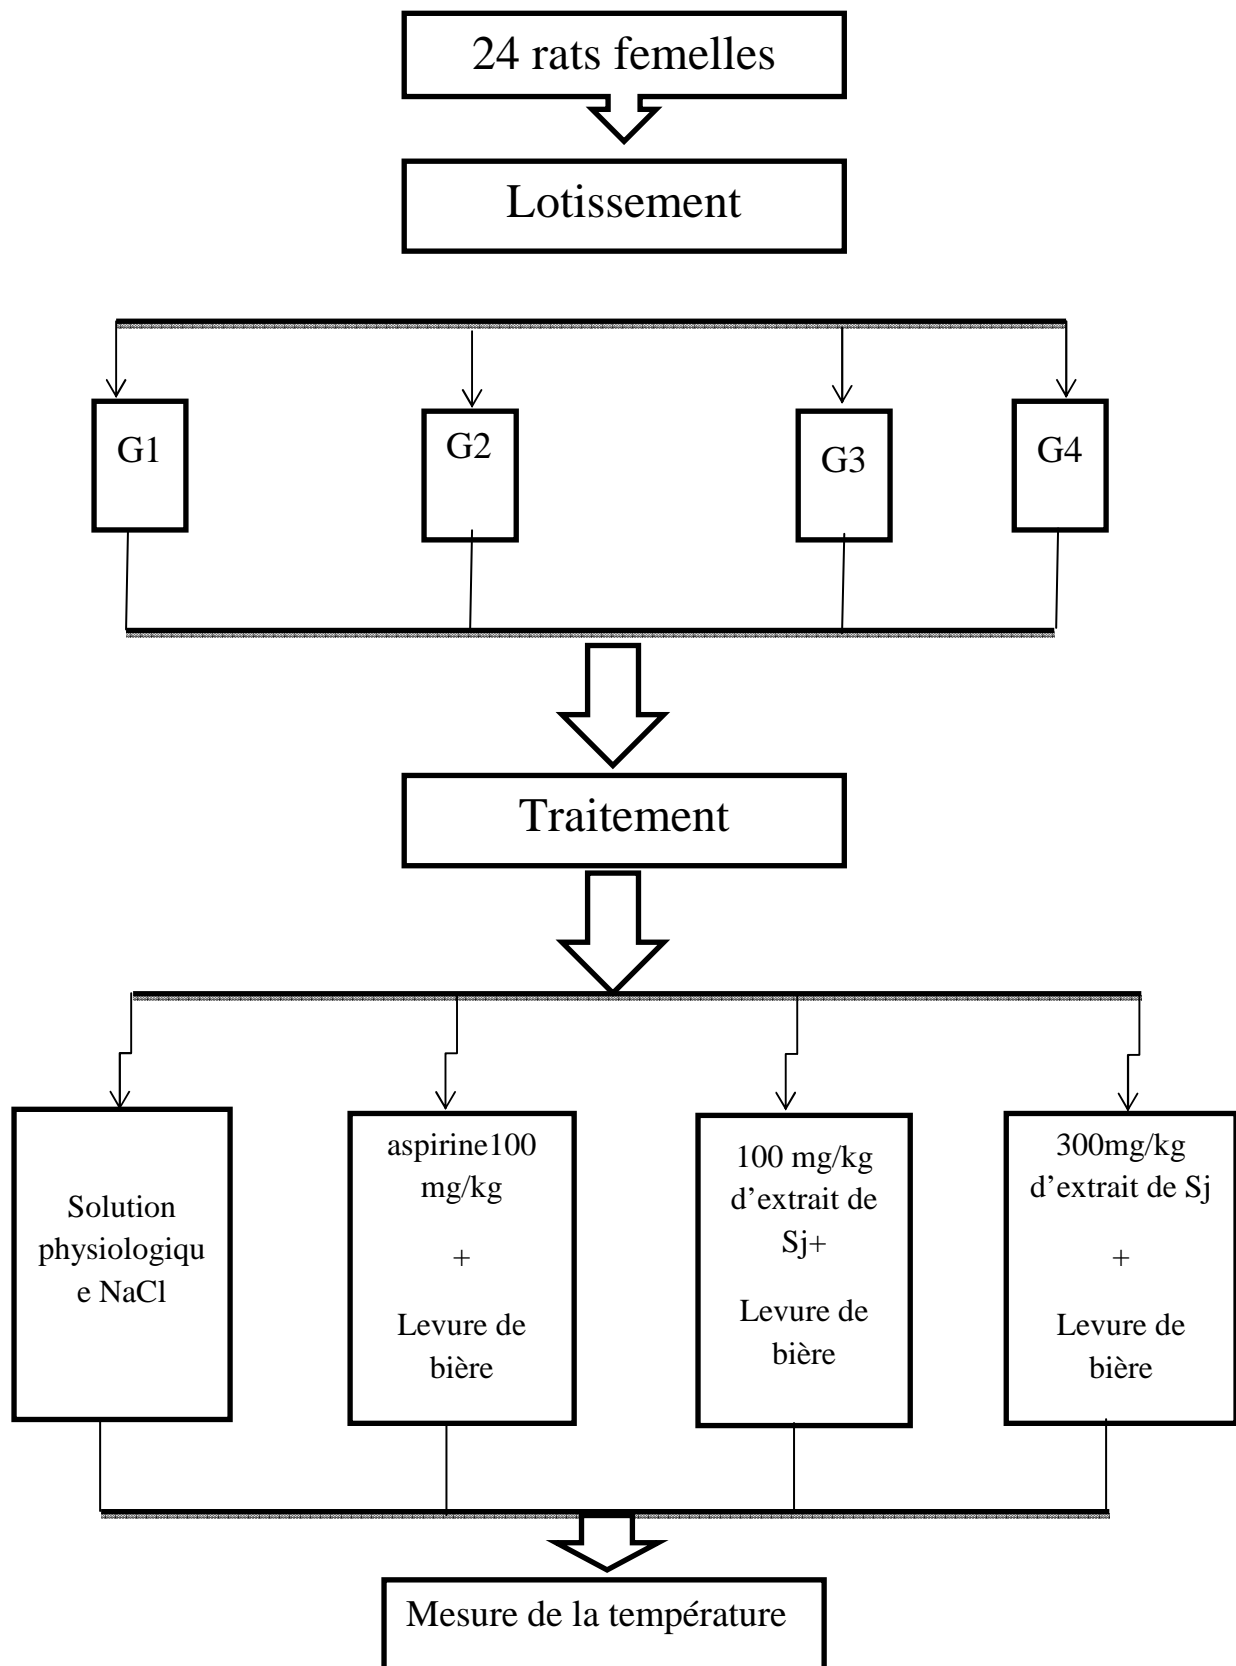 24 rats femelles
Lotissement
G1
G2
G3
G4
Traitement
Solution
physiologiqu
e NaCl
aspirine100
mg/kg
+
Levure de
bière
100 mg/kg
d’extrait de
Sj+
Levure de
bière
300mg/kg
d’extrait de Sj
+
Levure de
bière
Mesure de la température